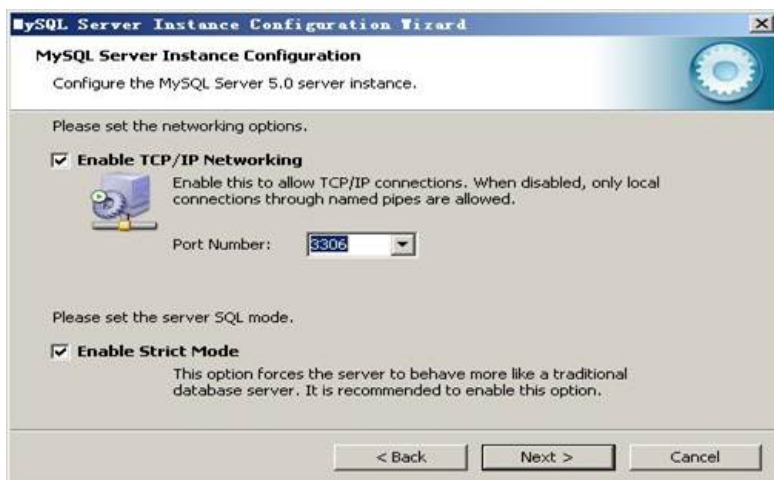 MySQL Server Instance Configuration Wizard
MySQL Server Instance Configuration
Configure the MySQL Server 5.0 server instance.
Please set the networking options.
Enable TCP/IP Networking
Enable this to allow TCP/IP connections. When disabled, only local
connections through named pipes are allowed.
Port Number: 3306
Please set the server SQL mode.
Enable Strict Mode
This option forces the server to behave more like a traditional
database server. It is recommended to enable this option.
< Back Next > Cancel